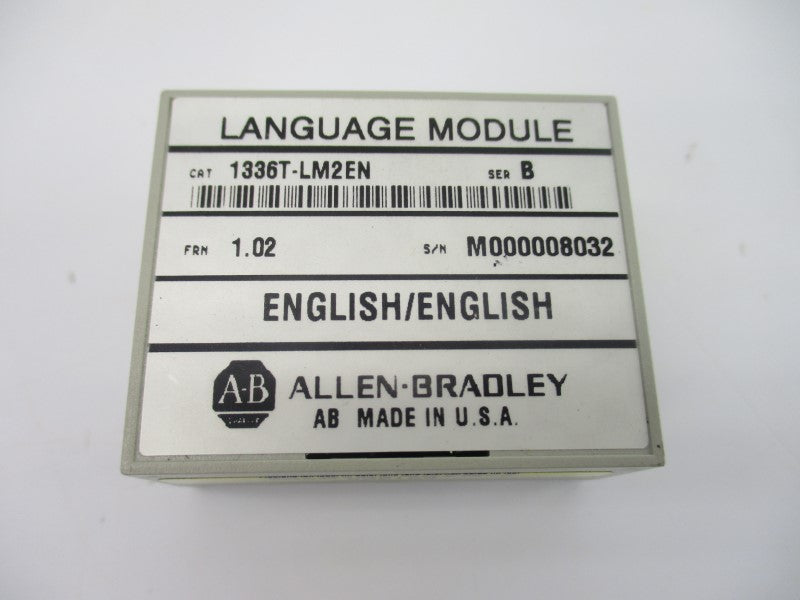 LANGUAGE MODULE
CAT 1336T-LM2EN SER B
FRN 1.02 S/N M000008032
ENGLISH/ENGLISH
A-B ALLEN-BRADLEY
AB MADE IN U.S.A.